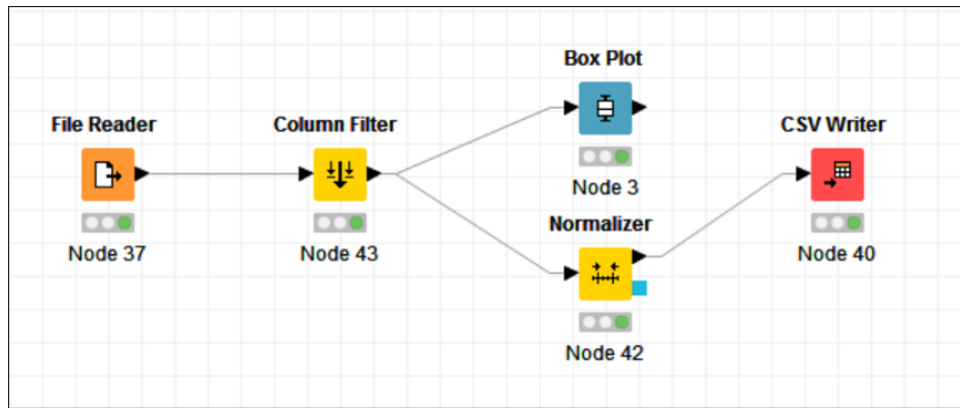 Box Plot
File Reader
Column Filter
CSV Writer
Node 3
Normalizer
Node 37
Node 43
Node 40
Node 42